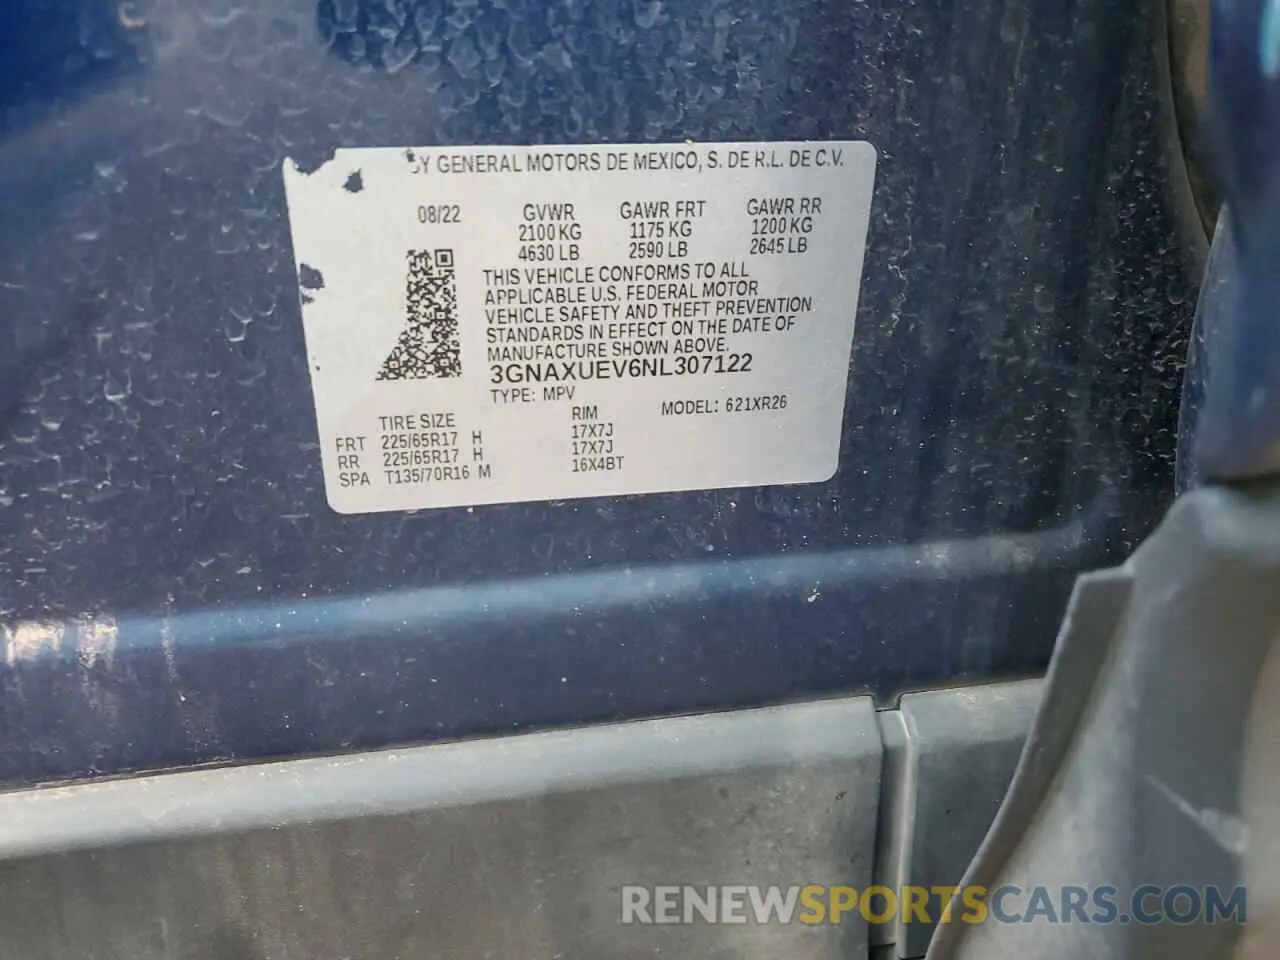 BY GENERAL MOTORS DE MEXICO, S. DE R.L. DE C.V.
08/22 GVWR GAWR FRT GAWR RR
2100 KG 1175 KG 1200 KG
4630 LB 2590 LB 2645 LB
THIS VEHICLE CONFORMS TO ALL
APPLICABLE U.S. FEDERAL MOTOR
VEHICLE SAFETY AND THEFT PREVENTION
STANDARDS IN EFFECT ON THE DATE OF
MANUFACTURE SHOWN ABOVE.
3GNAXUEV6NL307122
TYPE: MPV MODEL: 621XR26
TIRE SIZE RIM
FRT 225/65R17 H 17X7J
RR 225/65R17 H 17X7J
SPA T135/70R16 M 16X4BT
RENEWSPORTSCARS.COM